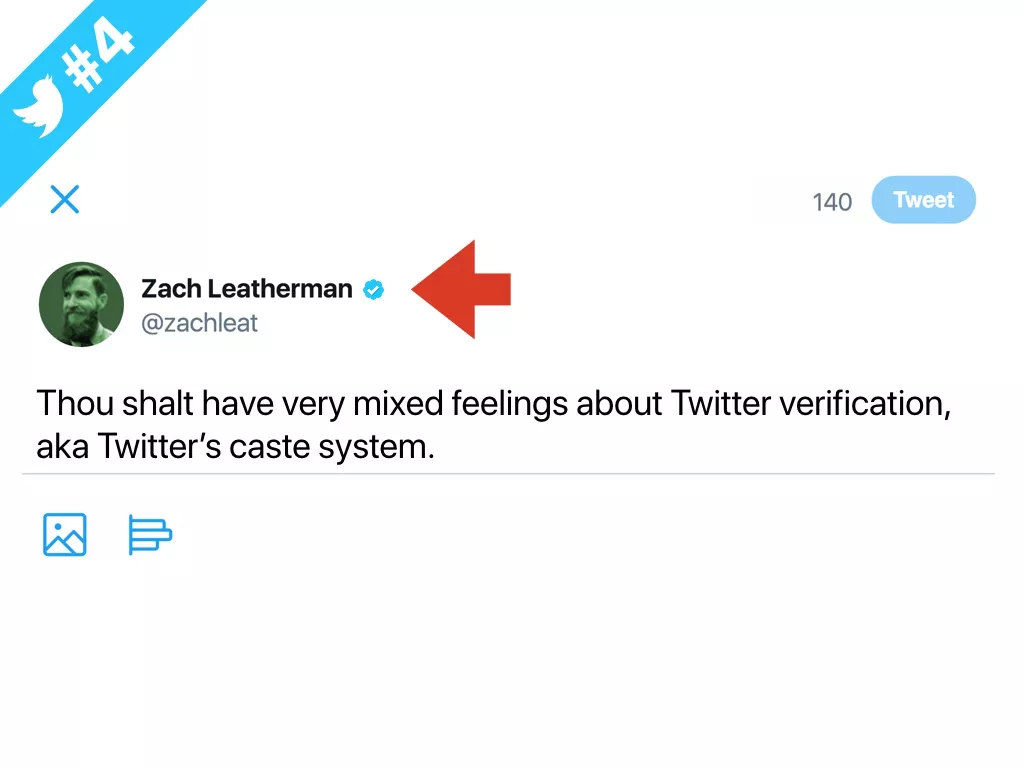 #4
140 Tweet
Zach Leatherman
@zachleat
Thou shalt have very mixed feelings about Twitter verification,
aka Twitter’s caste system.